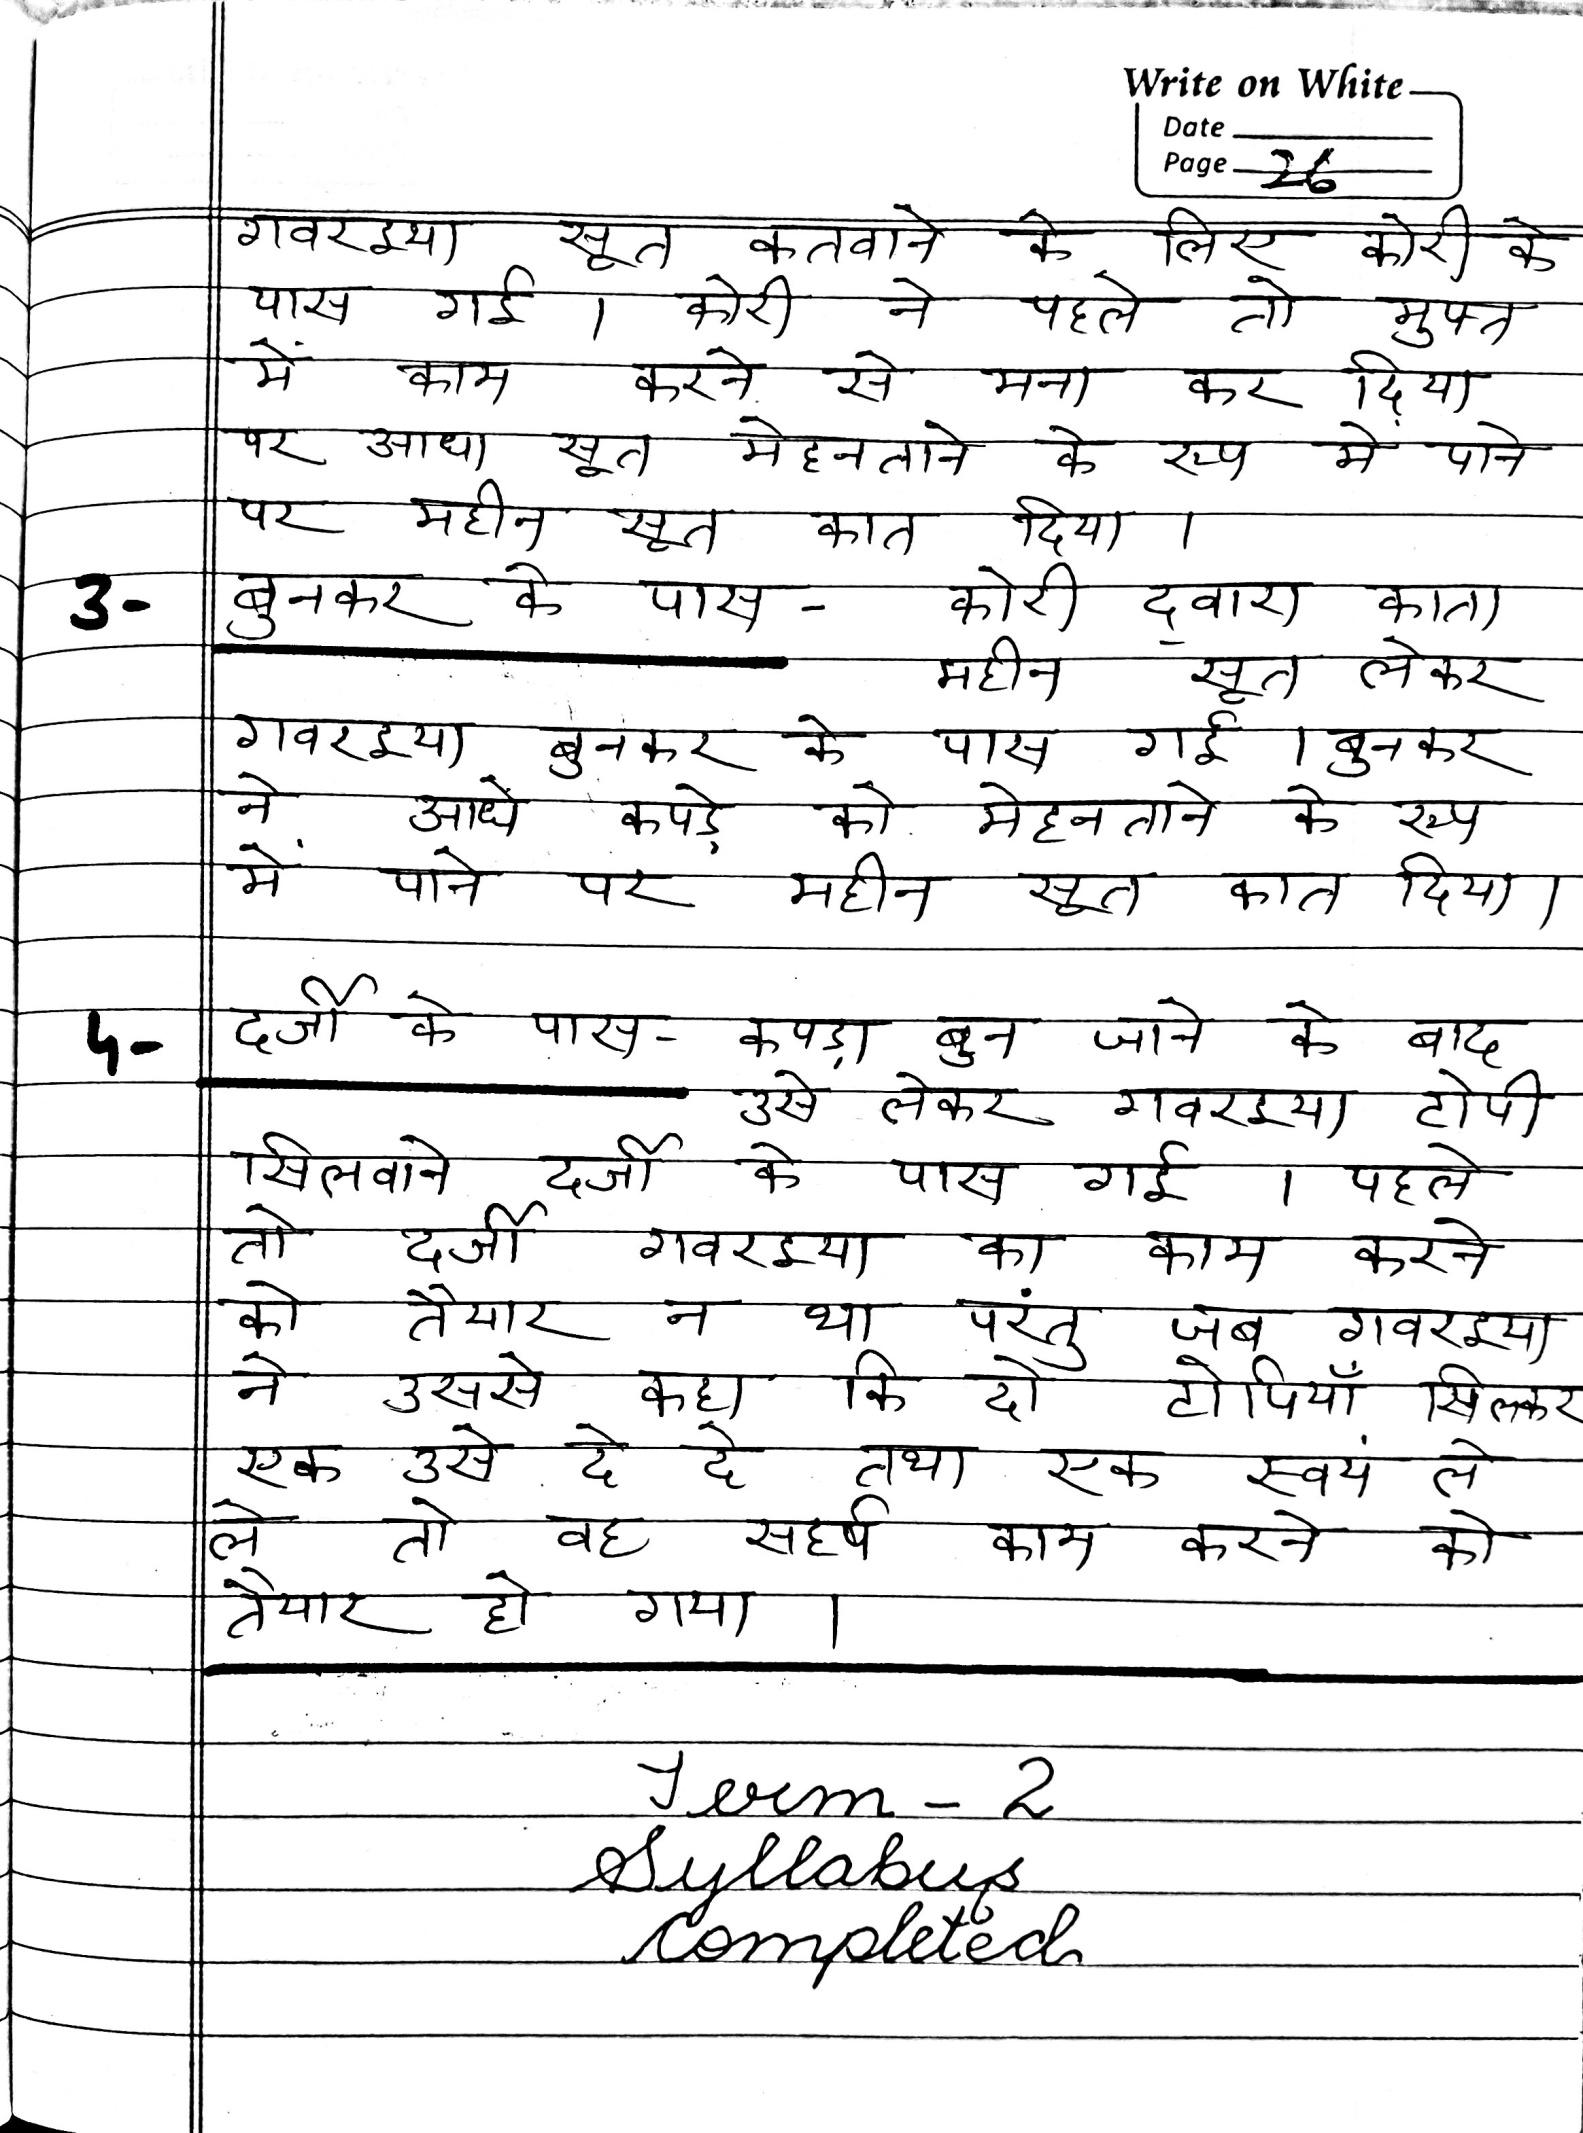 Write on White
Date
Page 26
गवरइया सूत कतवाने के लिए कोरी के
पास गई । कोरी ने पहले तो मुफ्त
में काम करने से मना कर दिया
पर आधा सूत मेहनताने के रूप में पाने
पर महीन सूत कात दिया ।
3- बुनकर के पास - कोरी द्‌वारा काता
महीन सूत लेकर
गवरइया बुनकर के पास गई । बुनकर
ने आधे कपड़े को मेहनताने के रूप
में पाने पर महीन सूत कात दिया ।
4- दर्जी के पास - कपड़ा बुन जाने के बाद
उसे लेकर गवरइया टोपी
सिलवाने दर्जी के पास गई । पहले
तो दर्जी गवरइया का काम करने
को तैयार न था परंतु जब गवरइया
ने उससे कहा कि दो टोपियाँ सिलकर
एक उसे दे दे तथा एक स्वयं ले
ले तो वह सहर्ष काम करने को
तैयार हो गया ।
Term - 2
Syllabus
Completed